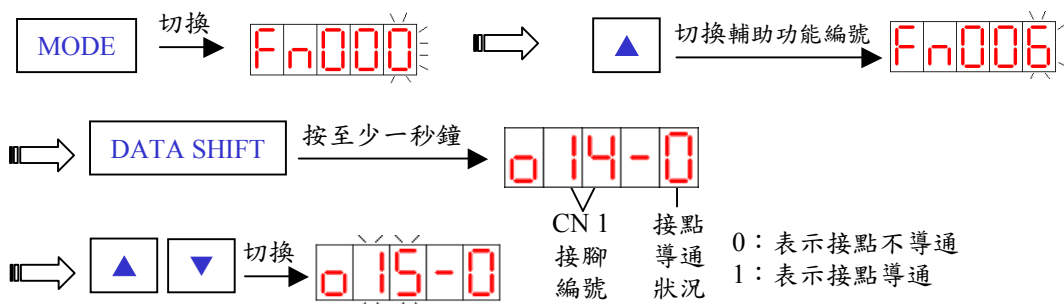 MODE 切換 Fn000 ▲ 切換輔助功能編號 Fn006
DATA SHIFT 按至少一秒鐘 o14-0
CN 1
接腳
編號
接點
導通
狀況
0：表示接點不導通
1：表示接點導通
▲ ▼ 切換 o15-0